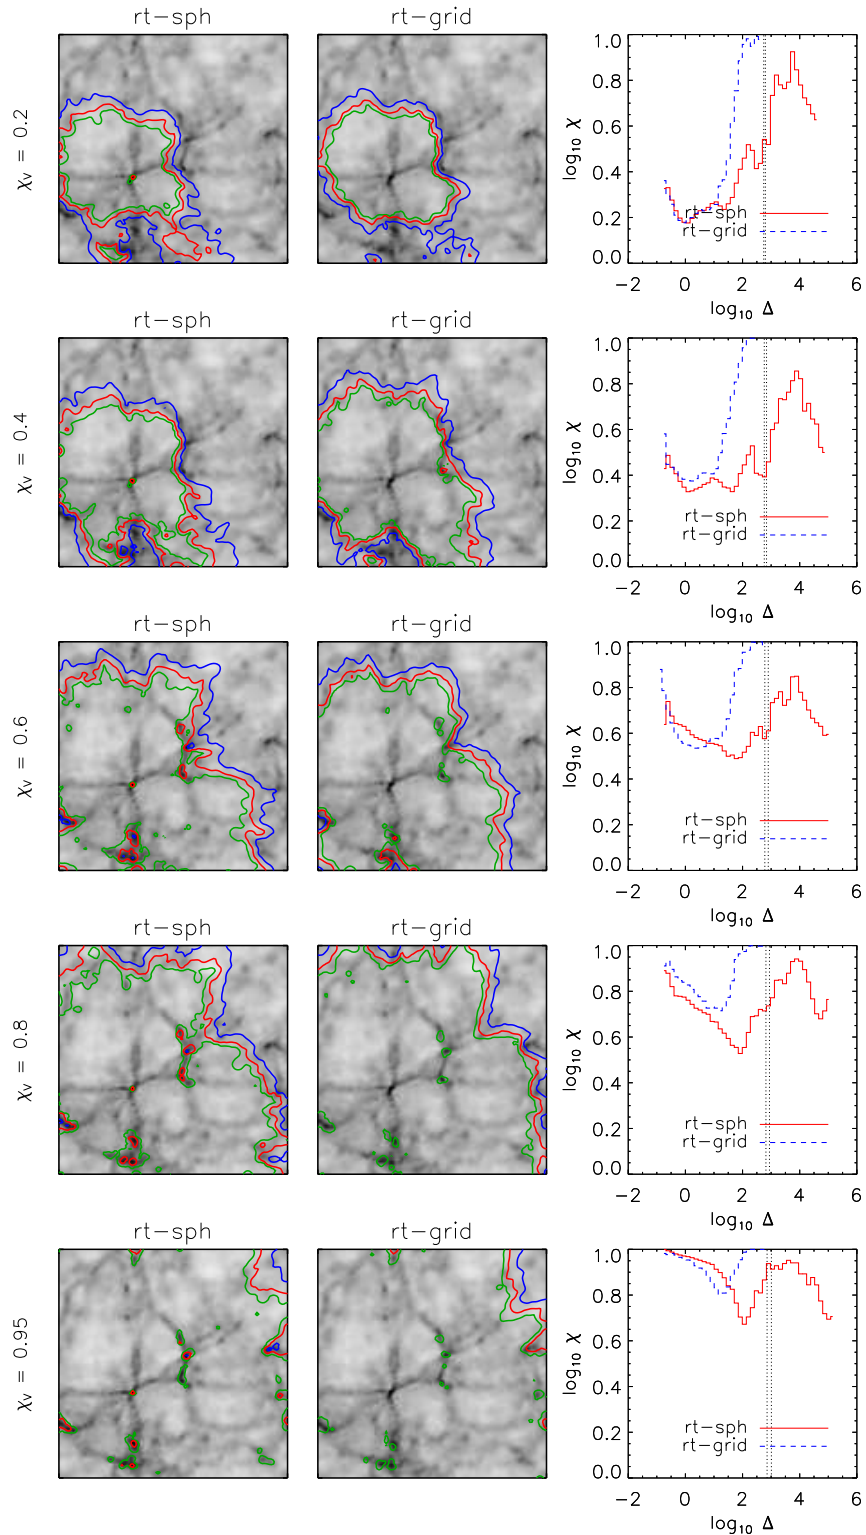 rt-sph
rt-grid
χv = 0.2
log10 χ
1.0
0.8
0.6
0.4
0.2
0.0
rt-sph
rt-grid
-2
0
2
4
6
log10 Δ
rt-sph
rt-grid
χv = 0.4
log10 χ
1.0
0.8
0.6
0.4
0.2
0.0
rt-sph
rt-grid
-2
0
2
4
6
log10 Δ
rt-sph
rt-grid
χv = 0.6
log10 χ
1.0
0.8
0.6
0.4
0.2
0.0
rt-sph
rt-grid
-2
0
2
4
6
log10 Δ
rt-sph
rt-grid
χv = 0.8
log10 χ
1.0
0.8
0.6
0.4
0.2
0.0
rt-sph
rt-grid
-2
0
2
4
6
log10 Δ
rt-sph
rt-grid
χv = 0.95
log10 χ
1.0
0.8
0.6
0.4
0.2
0.0
rt-sph
rt-grid
-2
0
2
4
6
log10 Δ